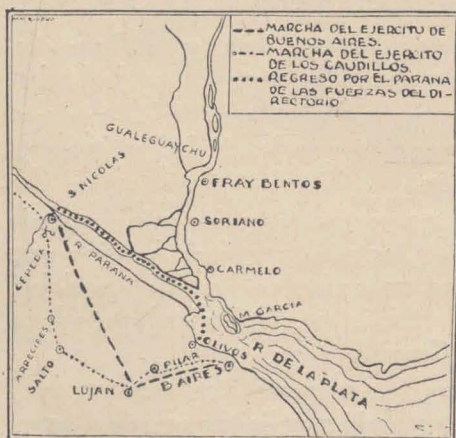 MARCHA DEL EJERCITO DE
BUENOS AIRES.
MARCHA DEL EJERCITO
DE LOS CAUDILLOS.
REGRESO POR EL PARANA
DE LAS FUERZAS DEL DI-
RECTORIO
GUALEGUAYCHU
FRAY BENTOS
S. NICOLAS
SORIANO
R. PARANA
CEPEDA
CARMELO
M. GARCIA
ARRECIFES
SALTO
OLIVOS
R. DE LA PLATA
PILAR
LUJAN
B. AIRES